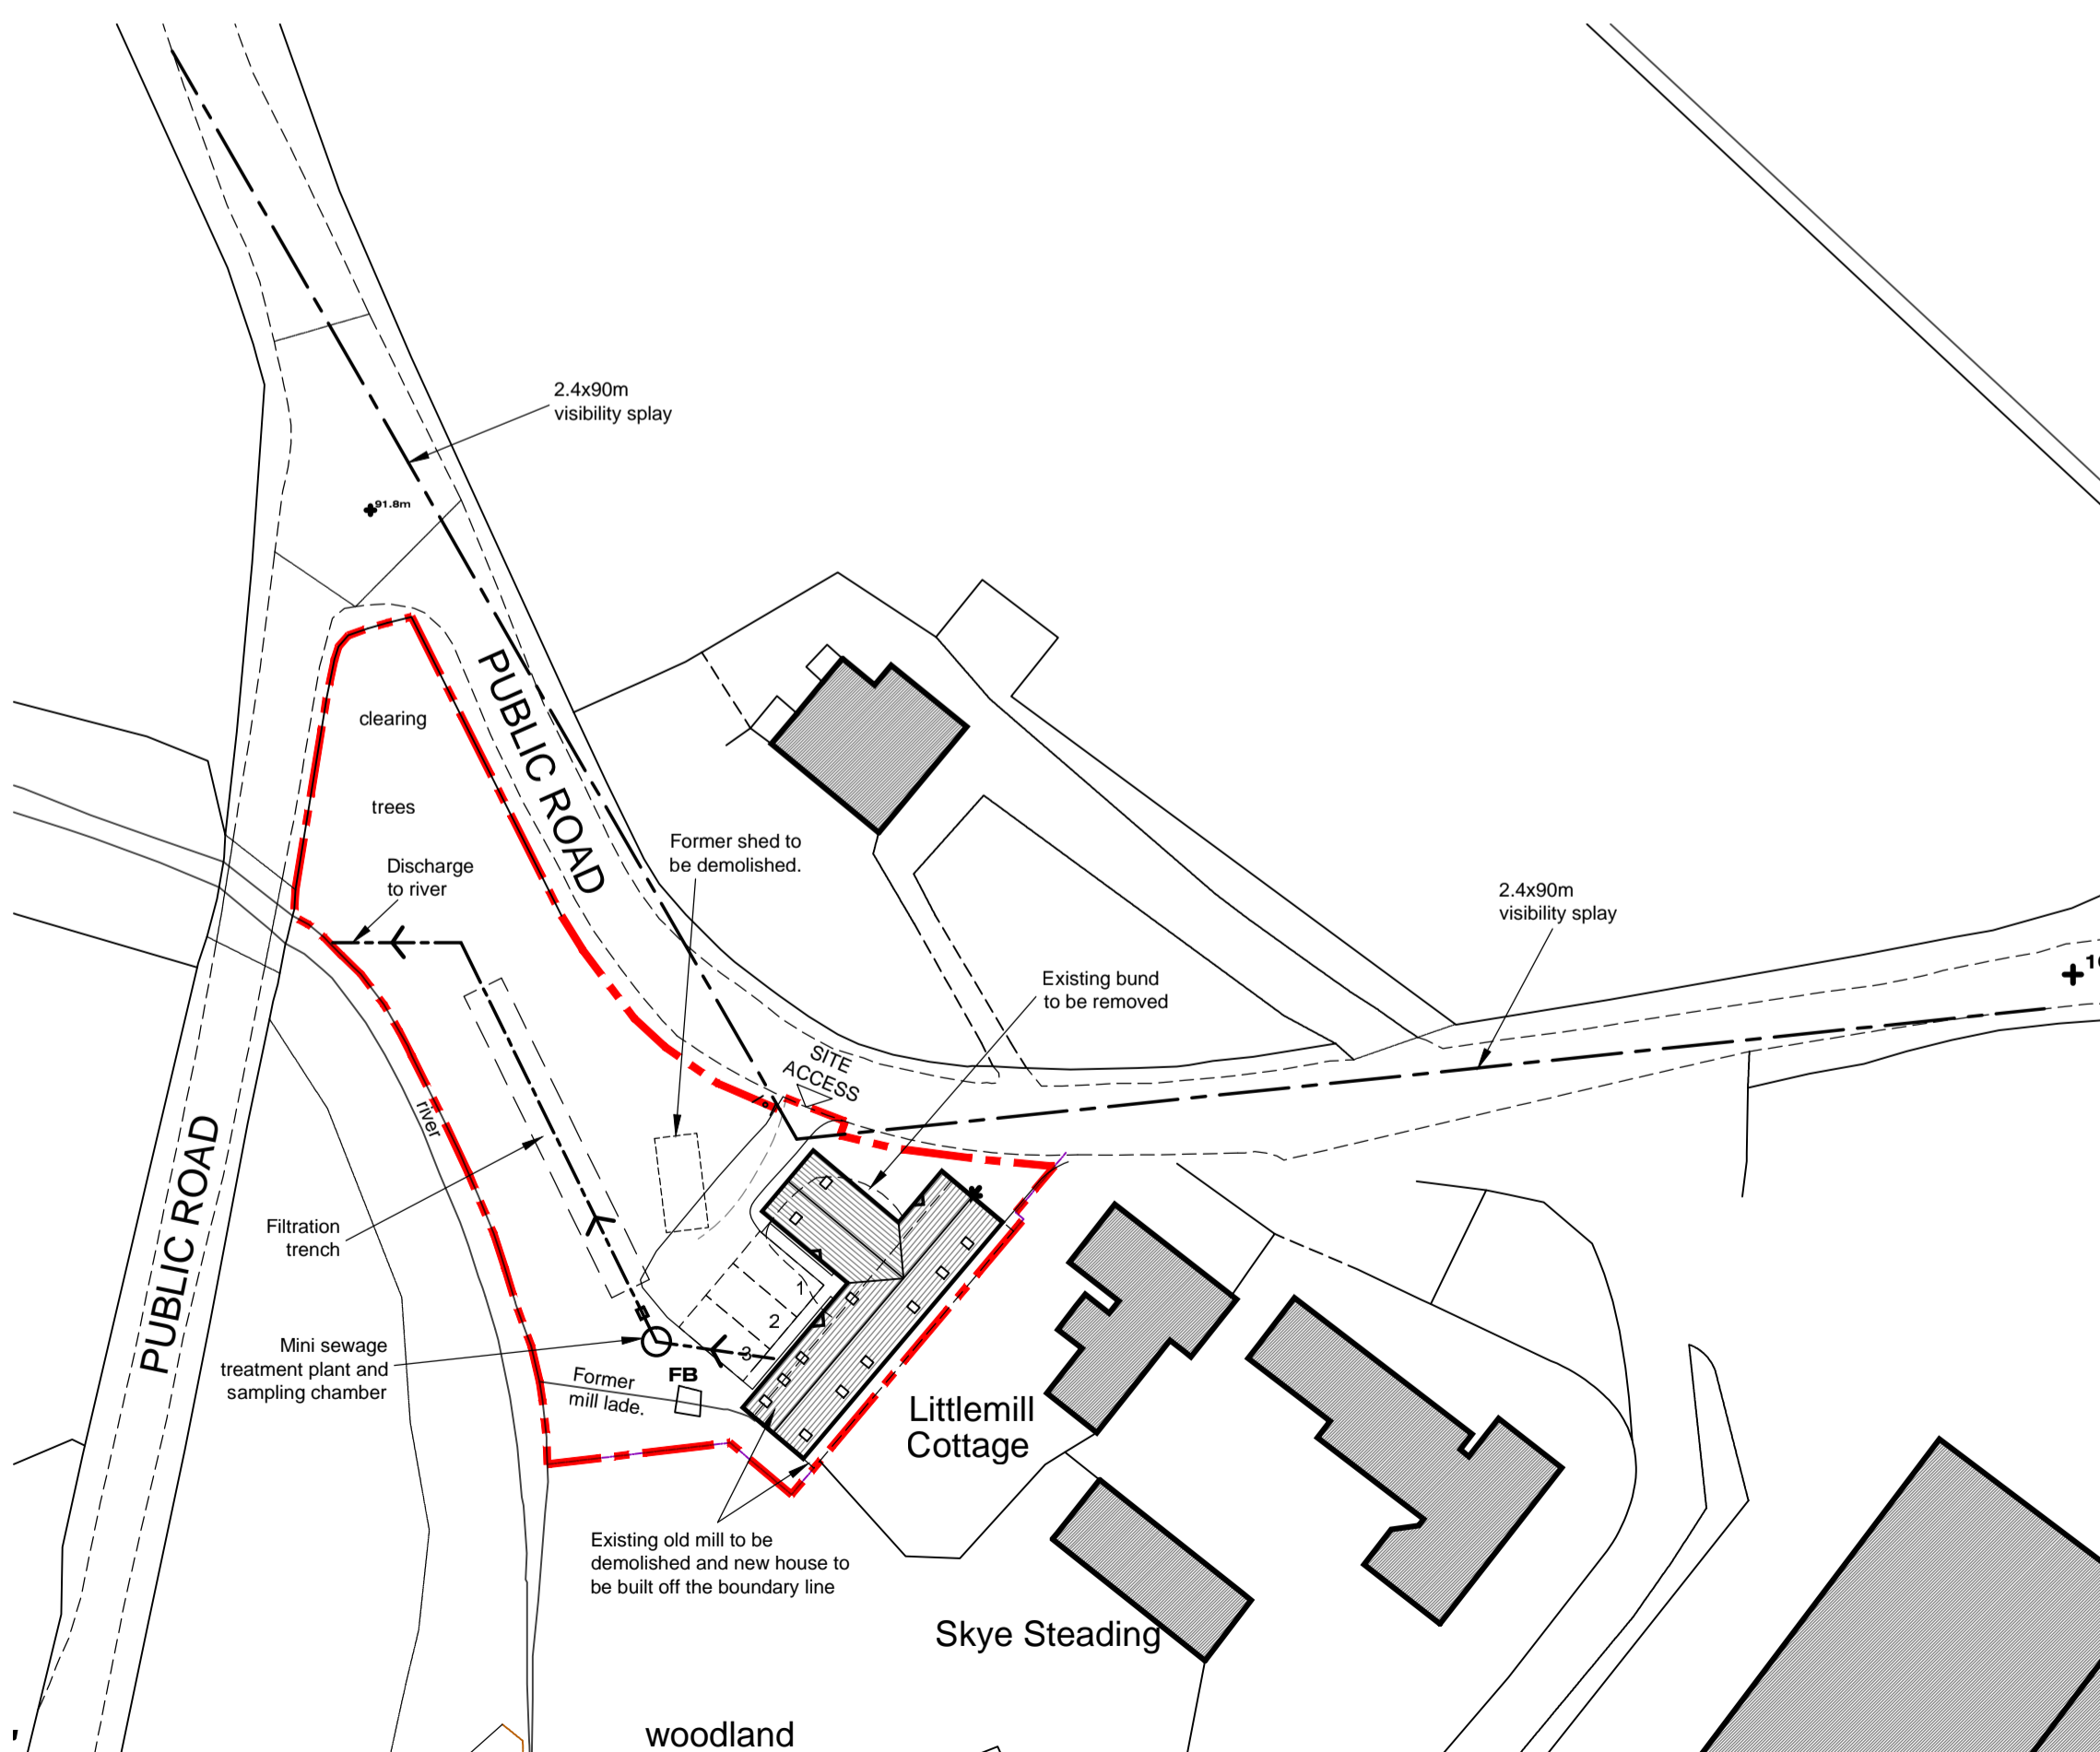 2.4x90m
visibility splay
91.8m
PUBLIC ROAD
clearing
trees
Discharge
to river
Former shed to
be demolished.
2.4x90m
visibility splay
Existing bund
to be removed
SITE
ACCESS
river
PUBLIC ROAD
Filtration
trench
1
2
3
Mini sewage
treatment plant and
sampling chamber
FB
Former
mill lade.
Littlemill
Cottage
Existing old mill to be
demolished and new house to
be built off the boundary line
Skye Steading
woodland